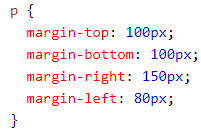 p {
  margin-top: 100px;
  margin-bottom: 100px;
  margin-right: 150px;
  margin-left: 80px;
}